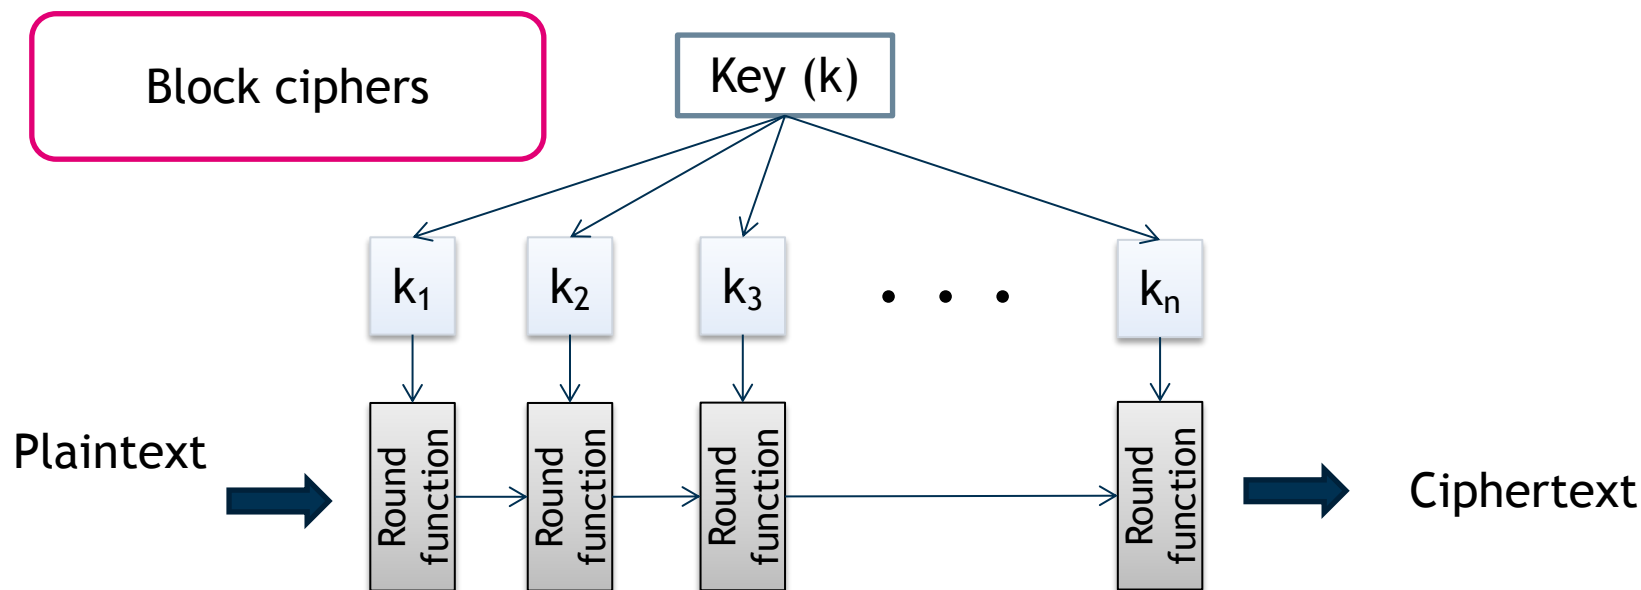 Block ciphers
Key (k)
k₁
k₂
k₃
. . .
kₙ
Plaintext
Round
function
Round
function
Round
function
Round
function
Ciphertext